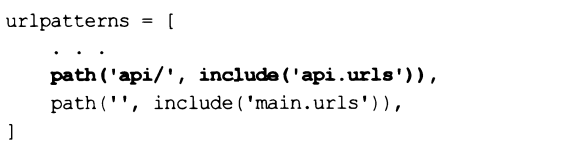 urlpatterns = [
. . .
path('api/', include('api.urls')),
path('', include('main.urls')),
]